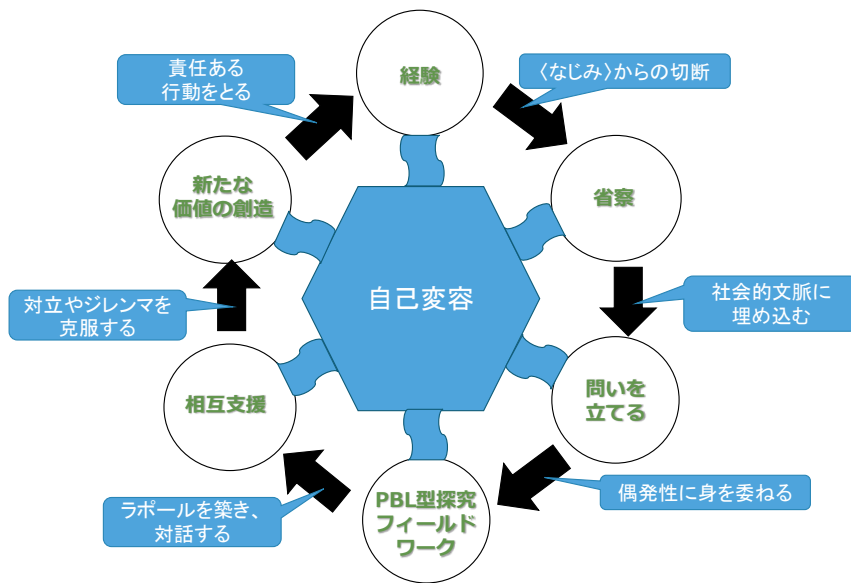 経験
〈なじみ〉からの切断
省察
社会的文脈に
埋め込む
問いを
立てる
偶発性に身を委ねる
PBL型探究
フィールド
ワーク
ラポールを築き、
対話する
相互支援
対立やジレンマを
克服する
新たな
価値の創造
責任ある
行動をとる
自己変容